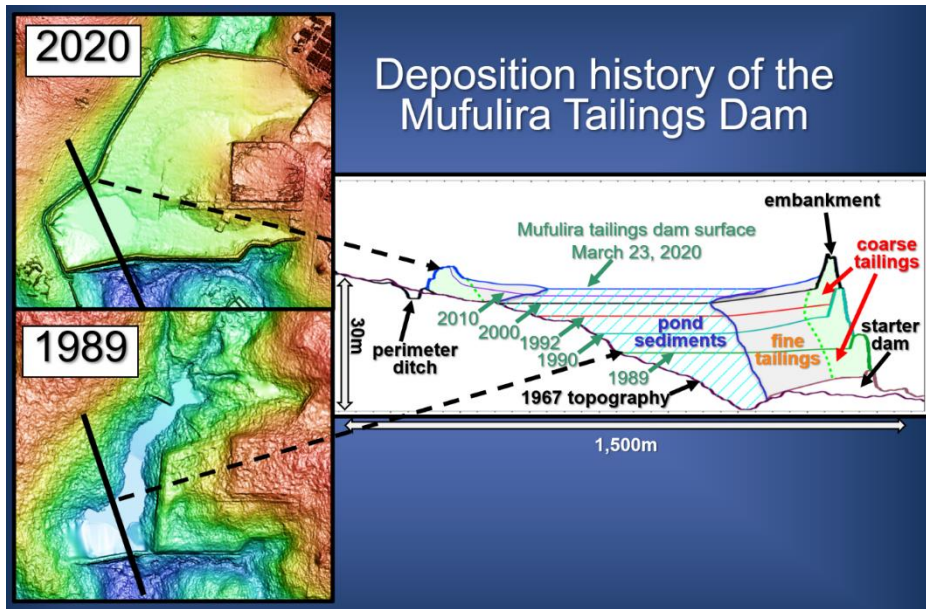 2020
1989
Deposition history of the
Mufulira Tailings Dam
embankment
Mufulira tailings dam surface
March 23, 2020
coarse
tailings
30m
2010
2000
1992
1990
1989
perimeter
ditch
pond
sediments
fine
tailings
starter
dam
1967 topography
1,500m